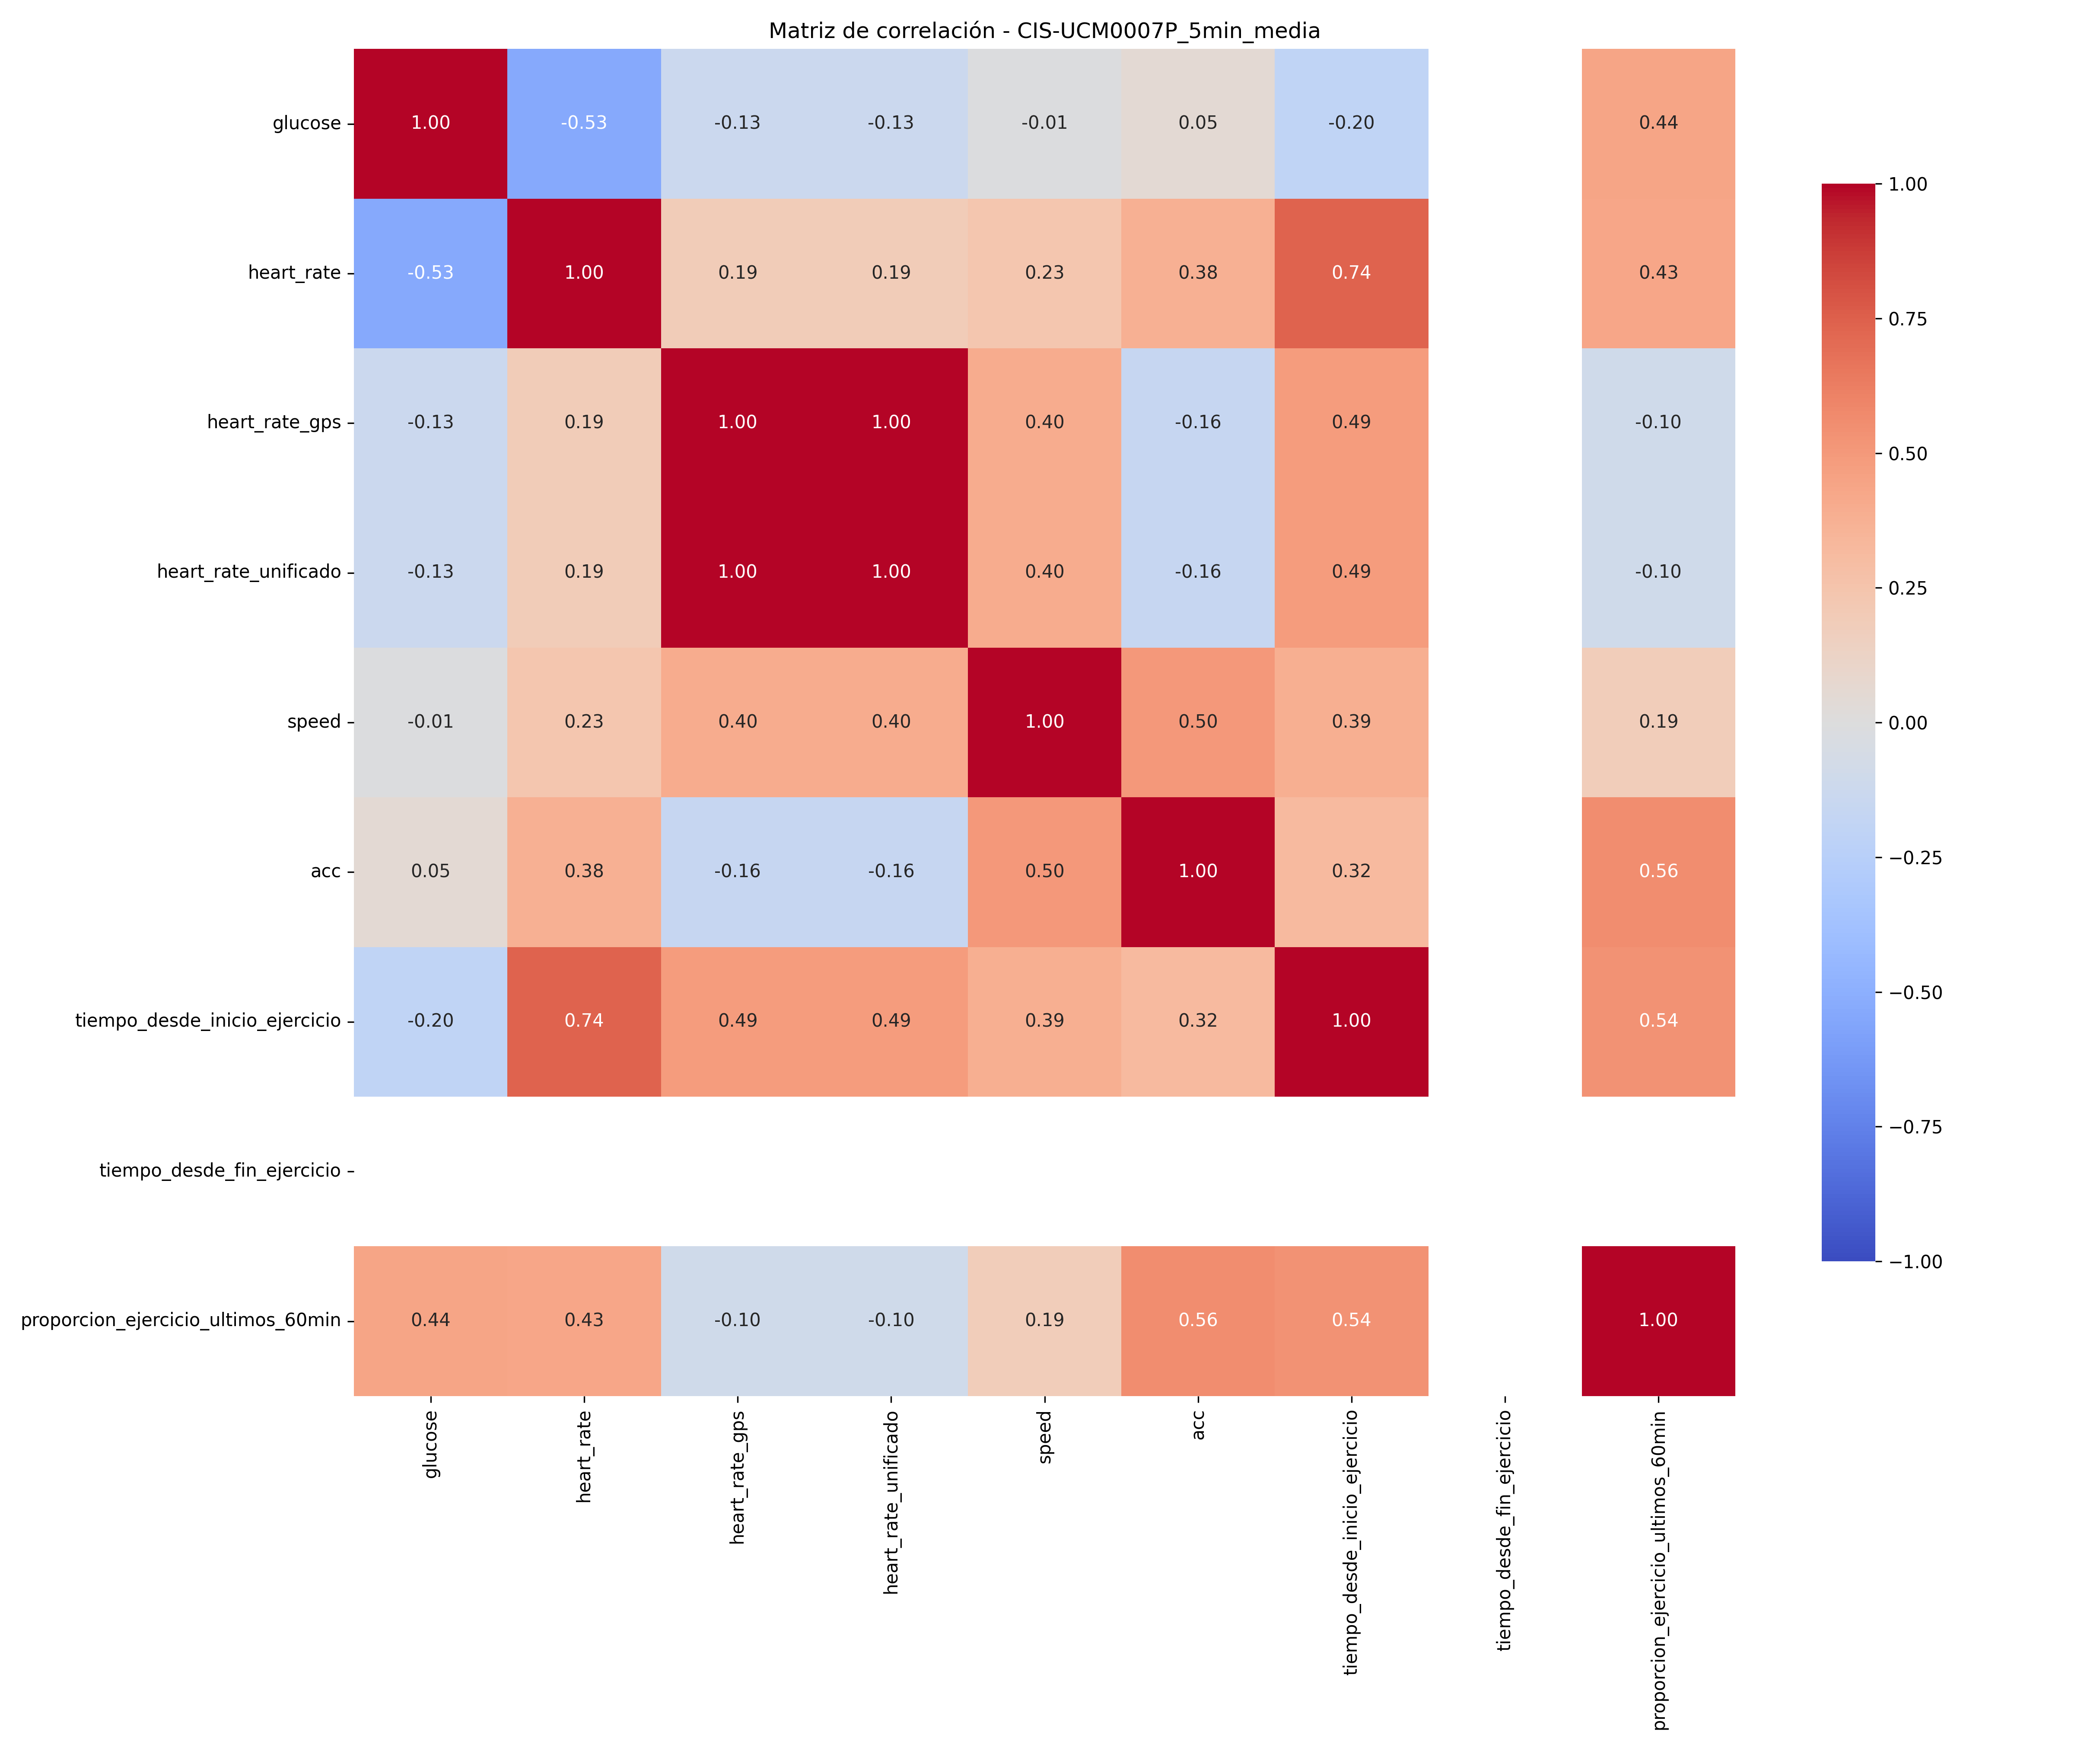 Matriz de correlación - CIS-UCM0007P_5min_media
glucose 1.00 -0.53 -0.13 -0.13 -0.01 0.05 -0.20 0.44
heart_rate -0.53 1.00 0.19 0.19 0.23 0.38 0.74 0.43
heart_rate_gps -0.13 0.19 1.00 1.00 0.40 -0.16 0.49 -0.10
heart_rate_unificado -0.13 0.19 1.00 1.00 0.40 -0.16 0.49 -0.10
speed -0.01 0.23 0.40 0.40 1.00 0.50 0.39 0.19
acc 0.05 0.38 -0.16 -0.16 0.50 1.00 0.32 0.56
tiempo_desde_inicio_ejercicio -0.20 0.74 0.49 0.49 0.39 0.32 1.00 0.54
tiempo_desde_fin_ejercicio
proporcion_ejercicio_ultimos_60min 0.44 0.43 -0.10 -0.10 0.19 0.56 0.54 1.00
glucose
heart_rate
heart_rate_gps
heart_rate_unificado
speed
acc
tiempo_desde_inicio_ejercicio
tiempo_desde_fin_ejercicio
proporcion_ejercicio_ultimos_60min
1.00
0.75
0.50
0.25
0.00
−0.25
−0.50
−0.75
−1.00